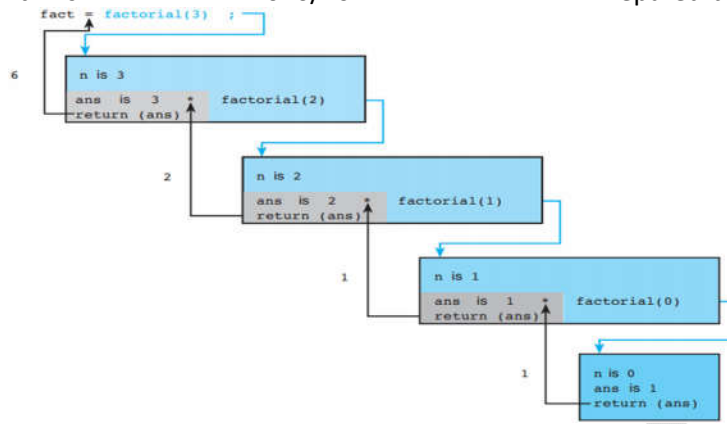 fact = factorial(3) ;
6
n is 3
ans is 3 * factorial(2)
return (ans)
2
n is 2
ans is 2 * factorial(1)
return (ans)
1
n is 1
ans is 1 * factorial(0)
return (ans)
1
n is 0
ans is 1
return (ans)